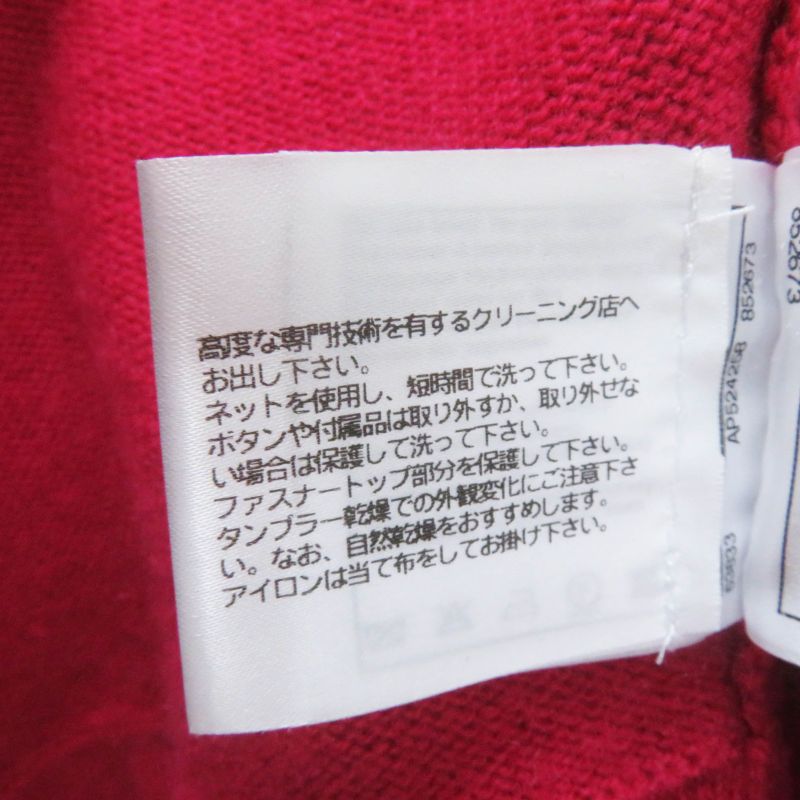 高度な専門技術を有するクリーニング店へ
お出し下さい。
ネットを使用し、短時間で洗って下さい。
ボタンや付属品は取り外すか、取り外せな
い場合は保護して洗って下さい。
ファスナートップ部分を保護して下さい。
タンブラー乾燥での外観変化にご注意下さ
い。なお、自然乾燥をおすすめします。
アイロンは当て布をしてお掛け下さい。
852673
AP524258
63633
852673